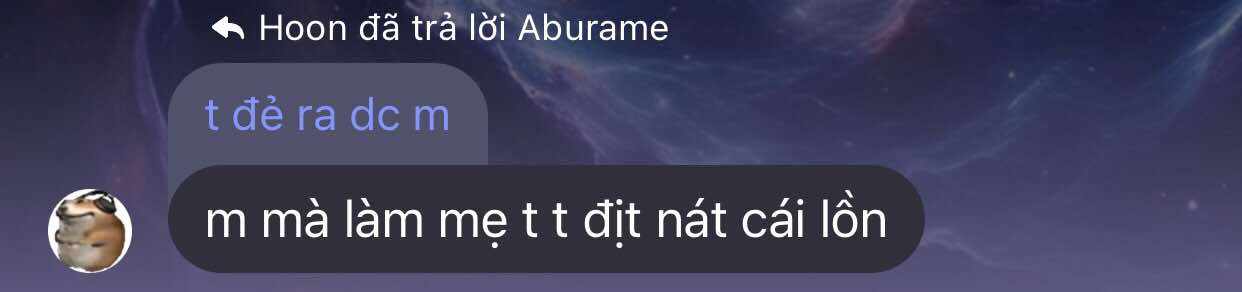 Hoon đã trả lời Aburame
t đẻ ra dc m
m mà làm mẹ t t địt nát cái lồn